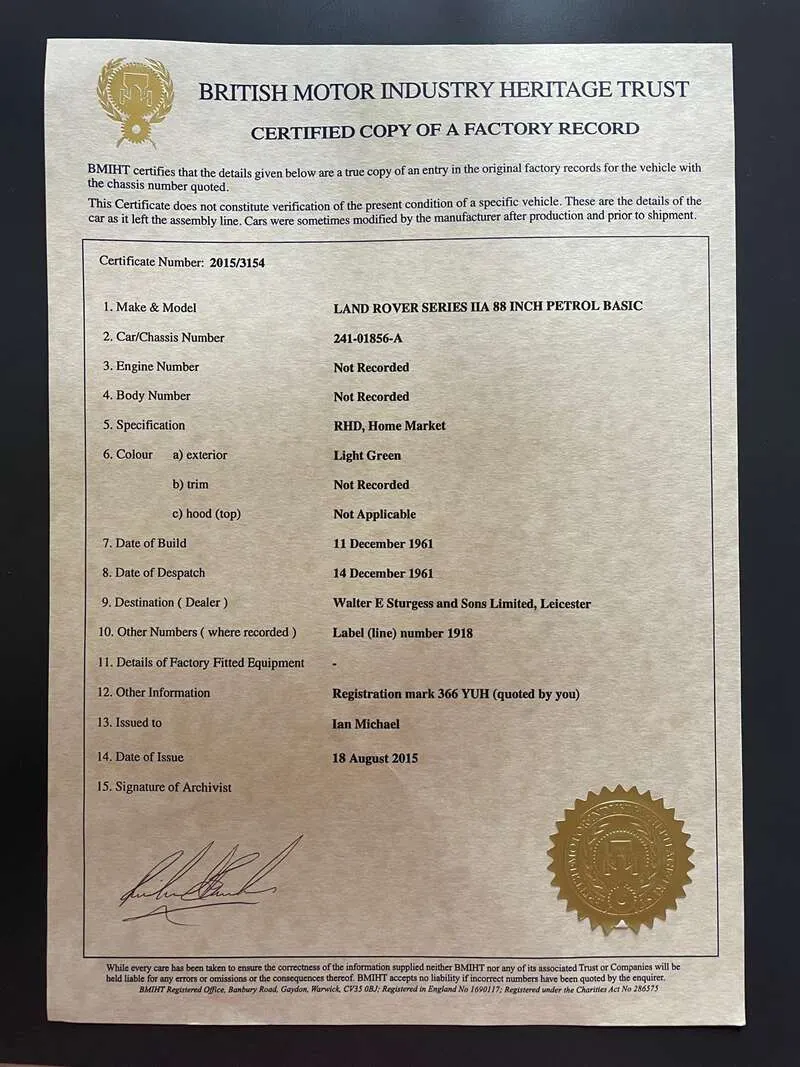 BRITISH MOTOR INDUSTRY HERITAGE TRUST
CERTIFIED COPY OF A FACTORY RECORD
BMIHT certifies that the details given below are a true copy of an entry in the original factory records for the vehicle with
the chassis number quoted.
This Certificate does not constitute verification of the present condition of a specific vehicle. These are the details of the
car as it left the assembly line. Cars were sometimes modified by the manufacturer after production and prior to shipment.
Certificate Number: 2015/3154
1. Make & Model LAND ROVER SERIES IIA 88 INCH PETROL BASIC
2. Car/Chassis Number 241-01856-A
3. Engine Number Not Recorded
4. Body Number Not Recorded
5. Specification RHD, Home Market
6. Colour a) exterior Light Green
b) trim Not Recorded
c) hood (top) Not Applicable
7. Date of Build 11 December 1961
8. Date of Despatch 14 December 1961
9. Destination ( Dealer ) Walter E Sturgess and Sons Limited, Leicester
10. Other Numbers ( where recorded ) Label (line) number 1918
11. Details of Factory Fitted Equipment -
12. Other Information Registration mark 366 YUH (quoted by you)
13. Issued to Ian Michael
14. Date of Issue 18 August 2015
15. Signature of Archivist
While every care has been taken to ensure the correctness of the information supplied neither BMIHT nor any of its associated Trust or Companies will be
held liable for any errors or omissions or the consequences thereof. BMIHT accepts no liability if incorrect numbers have been quoted by the enquirer.
BMIHT Registered Office, Banbury Road, Gaydon, Warwick, CV35 0BJ; Registered in England No 1690117; Registered under the Charities Act No 286575